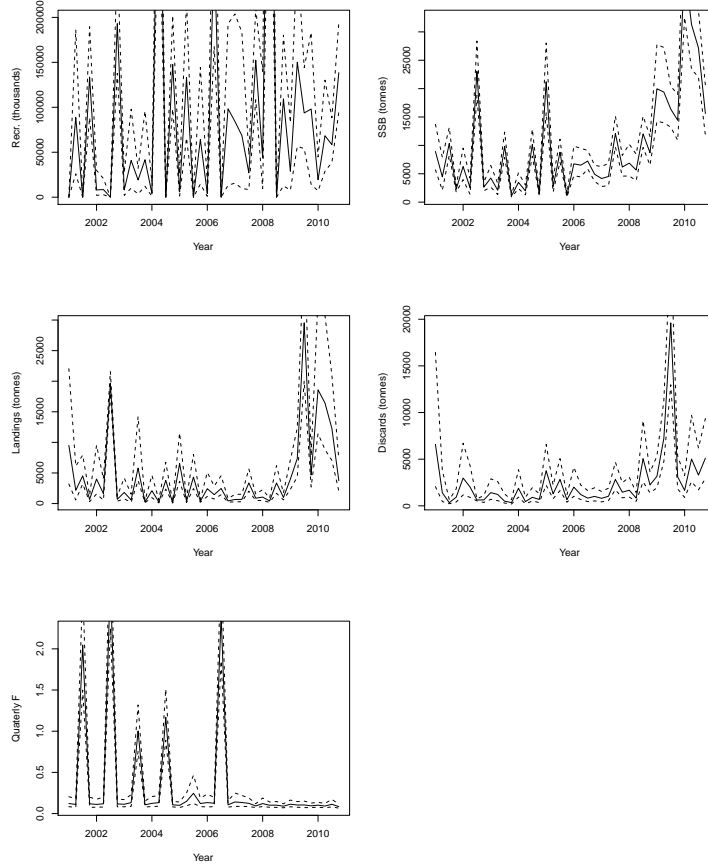 Recr. (thousands)
0 50000 100000 150000 200000
2002 2004 2006 2008 2010
Year
SSB (tonnes)
0 5000 15000 25000
2002 2004 2006 2008 2010
Year
Landings (tonnes)
0 5000 15000 25000
2002 2004 2006 2008 2010
Year
Discards (tonnes)
0 5000 10000 15000 20000
2002 2004 2006 2008 2010
Year
Quaterly F
0.0 0.5 1.0 1.5 2.0
2002 2004 2006 2008 2010
Year